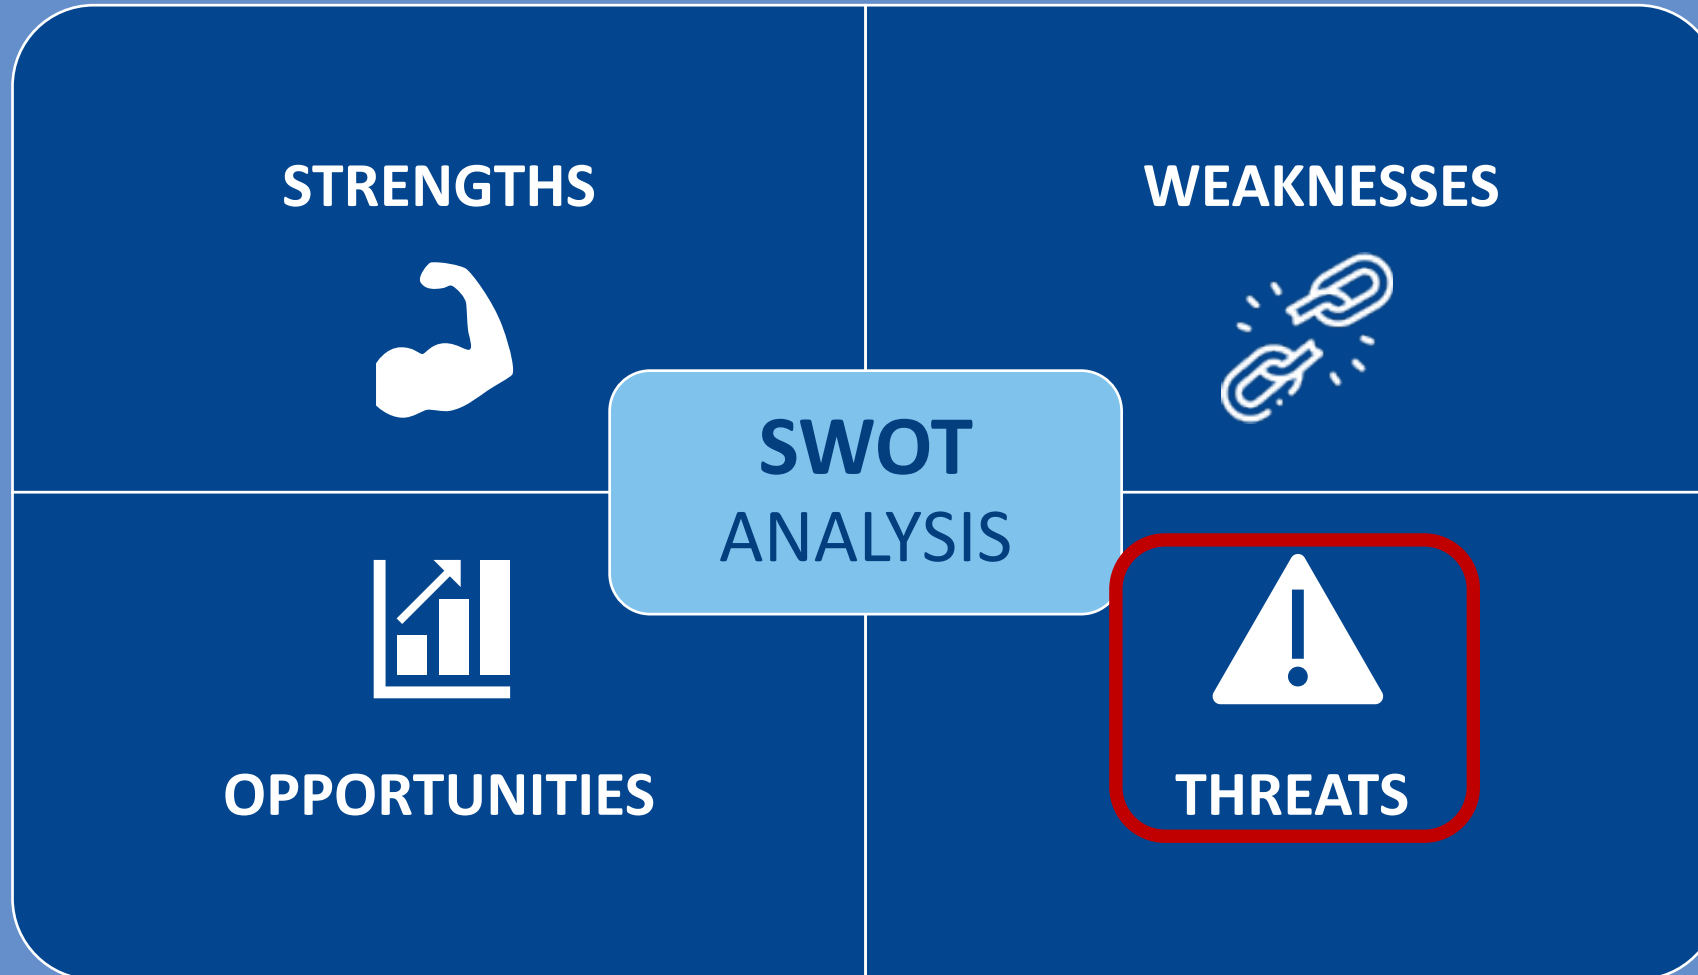 STRENGTHS
WEAKNESSES
SWOT
ANALYSIS
OPPORTUNITIES
THREATS